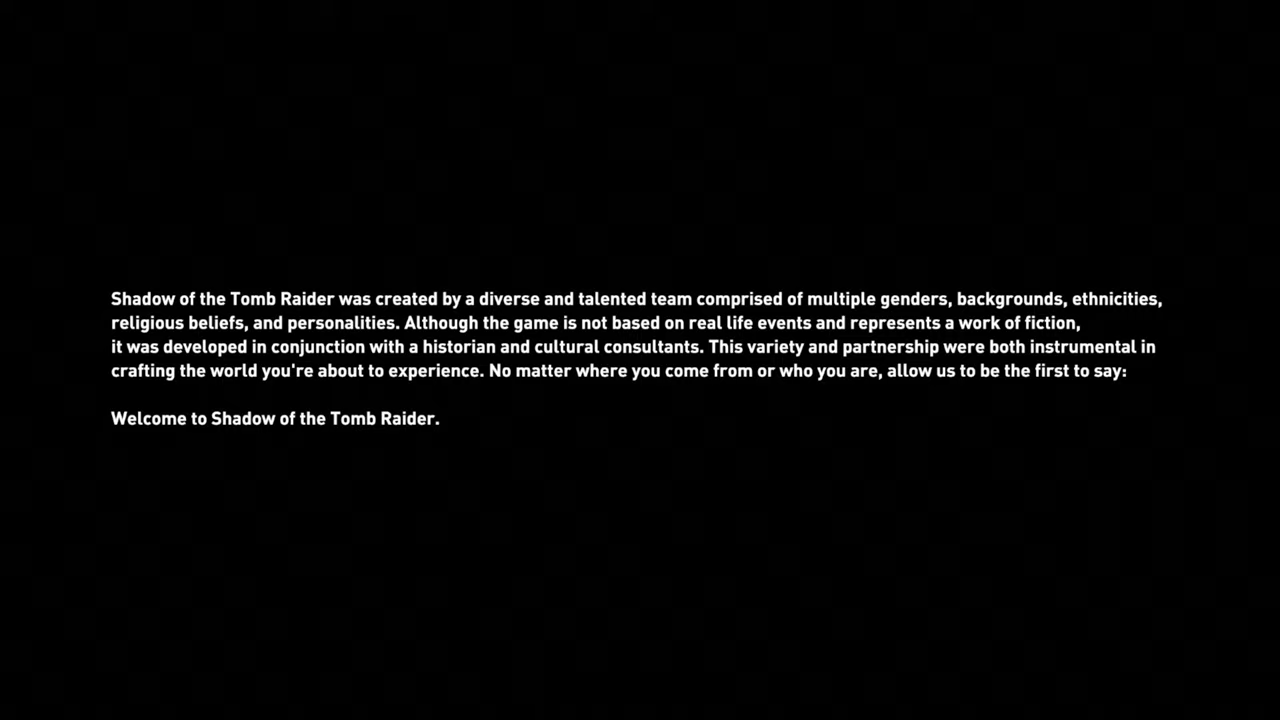 Shadow of the Tomb Raider was created by a diverse and talented team comprised of multiple genders, backgrounds, ethnicities,
religious beliefs, and personalities. Although the game is not based on real life events and represents a work of fiction,
it was developed in conjunction with a historian and cultural consultants. This variety and partnership were both instrumental in
crafting the world you're about to experience. No matter where you come from or who you are, allow us to be the first to say:
Welcome to Shadow of the Tomb Raider.